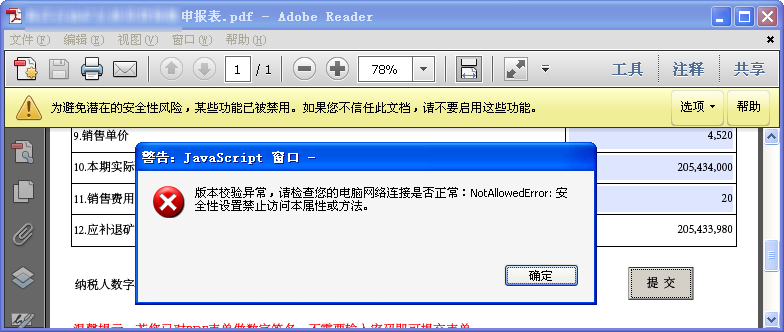 申报表.pdf - Adobe Reader
文件(F) 编辑(E) 视图(V) 窗口(W) 帮助(H)
1 / 1 78% 工具 注释 共享
为避免潜在的安全性风险，某些功能已被禁用。如果您不信任此文档，请不要启用这些功能。 选项 帮助
9.销售单价 4,520
警告: JavaScript 窗口 -
10.本期实际 205,434,000
版本校验异常，请检查您的电脑网络连接是否正常：NotAllowedError: 安
全性设置禁止访问本属性或方法。
11.销售费用 20
12.应补退矿 205,433,980
确定
纳税人数字 提 交